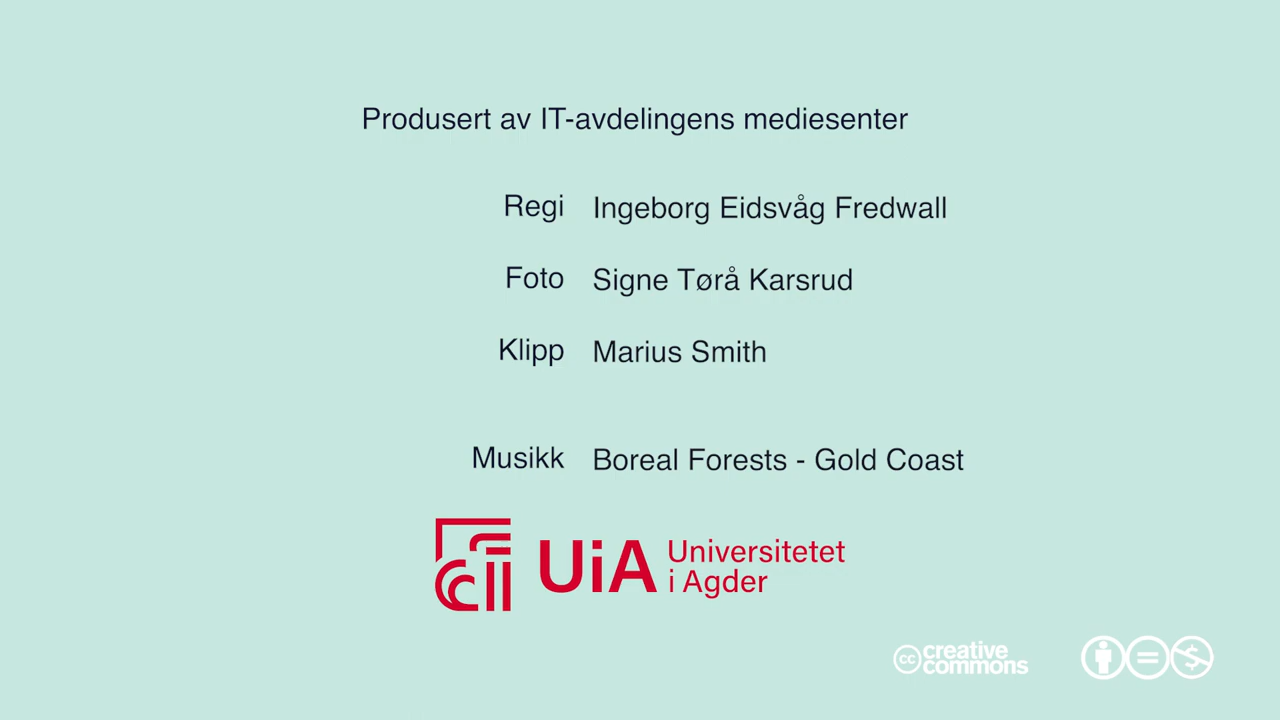 Produsert av IT-avdelingens mediesenter
Regi Ingeborg Eidsvåg Fredwall
Foto Signe Tørå Karsrud
Klipp Marius Smith
Musikk Boreal Forests - Gold Coast
UiA Universitetet
i Agder
cc creative
commons